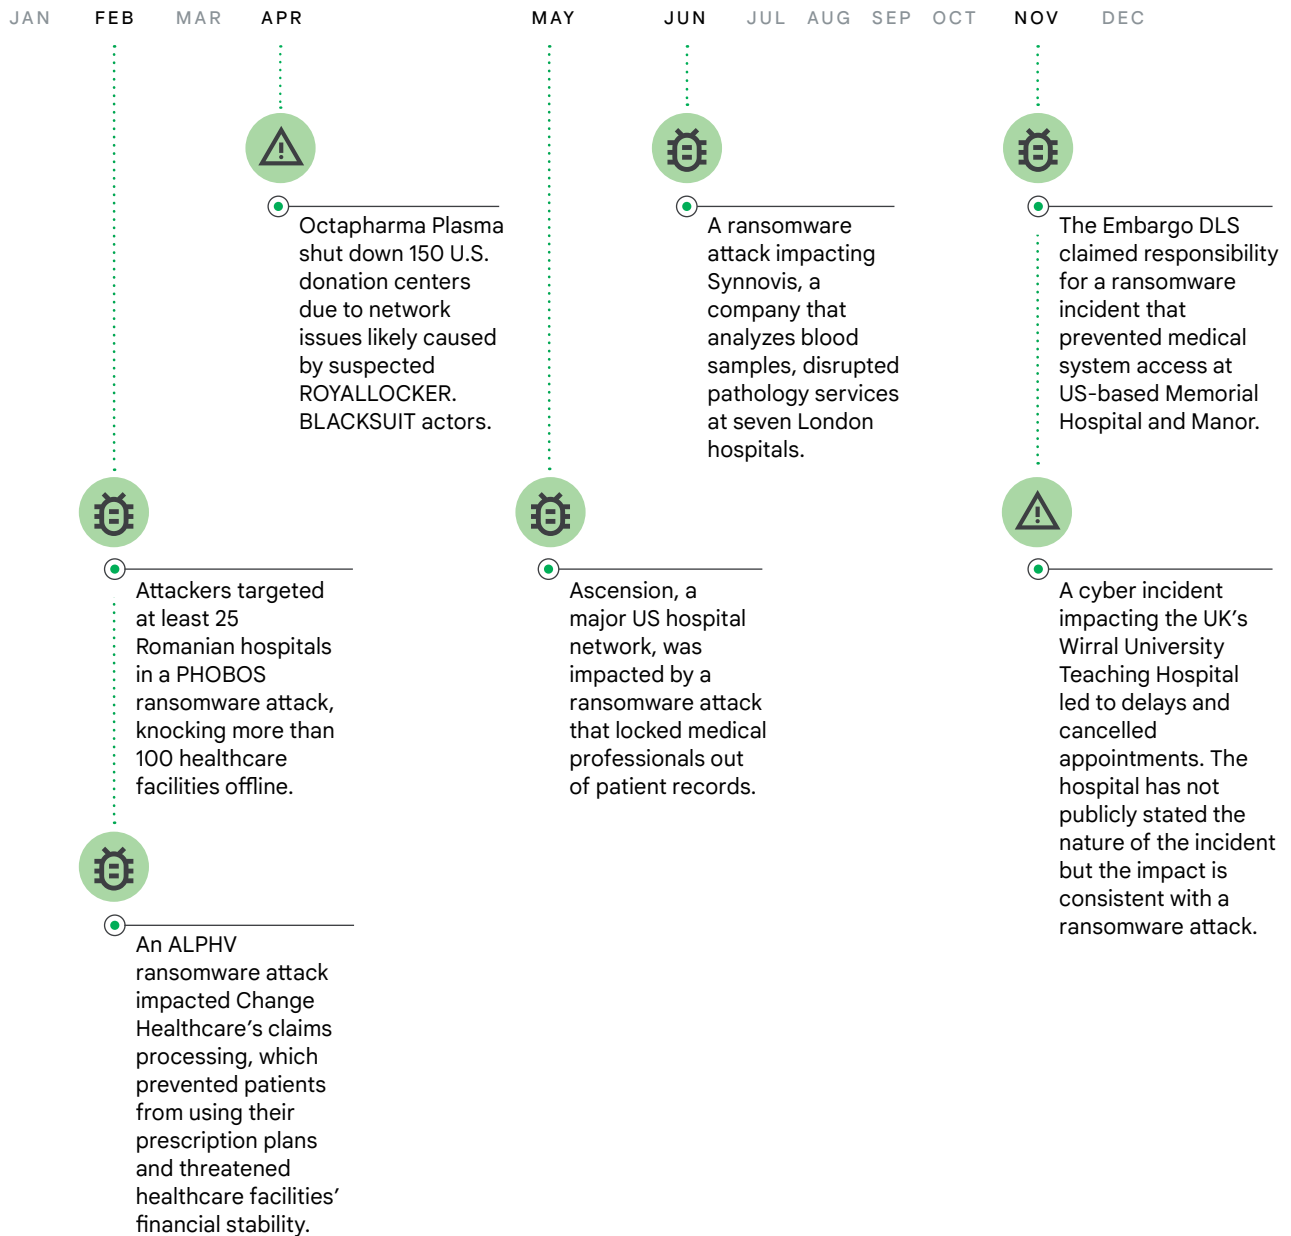 JAN FEB MAR APR MAY JUN JUL AUG SEP OCT NOV DEC
Octapharma Plasma
shut down 150 U.S.
donation centers
due to network
issues likely caused
by suspected
ROYALLOCKER.
BLACKSUIT actors.
A ransomware
attack impacting
Synnovis, a
company that
analyzes blood
samples, disrupted
pathology services
at seven London
hospitals.
The Embargo DLS
claimed responsibility
for a ransomware
incident that
prevented medical
system access at
US-based Memorial
Hospital and Manor.
Attackers targeted
at least 25
Romanian hospitals
in a PHOBOS
ransomware attack,
knocking more than
100 healthcare
facilities offline.
Ascension, a
major US hospital
network, was
impacted by a
ransomware attack
that locked medical
professionals out
of patient records.
A cyber incident
impacting the UK’s
Wirral University
Teaching Hospital
led to delays and
cancelled
appointments. The
hospital has not
publicly stated the
nature of the incident
but the impact is
consistent with a
ransomware attack.
An ALPHV
ransomware attack
impacted Change
Healthcare’s claims
processing, which
prevented patients
from using their
prescription plans
and threatened
healthcare facilities’
financial stability.